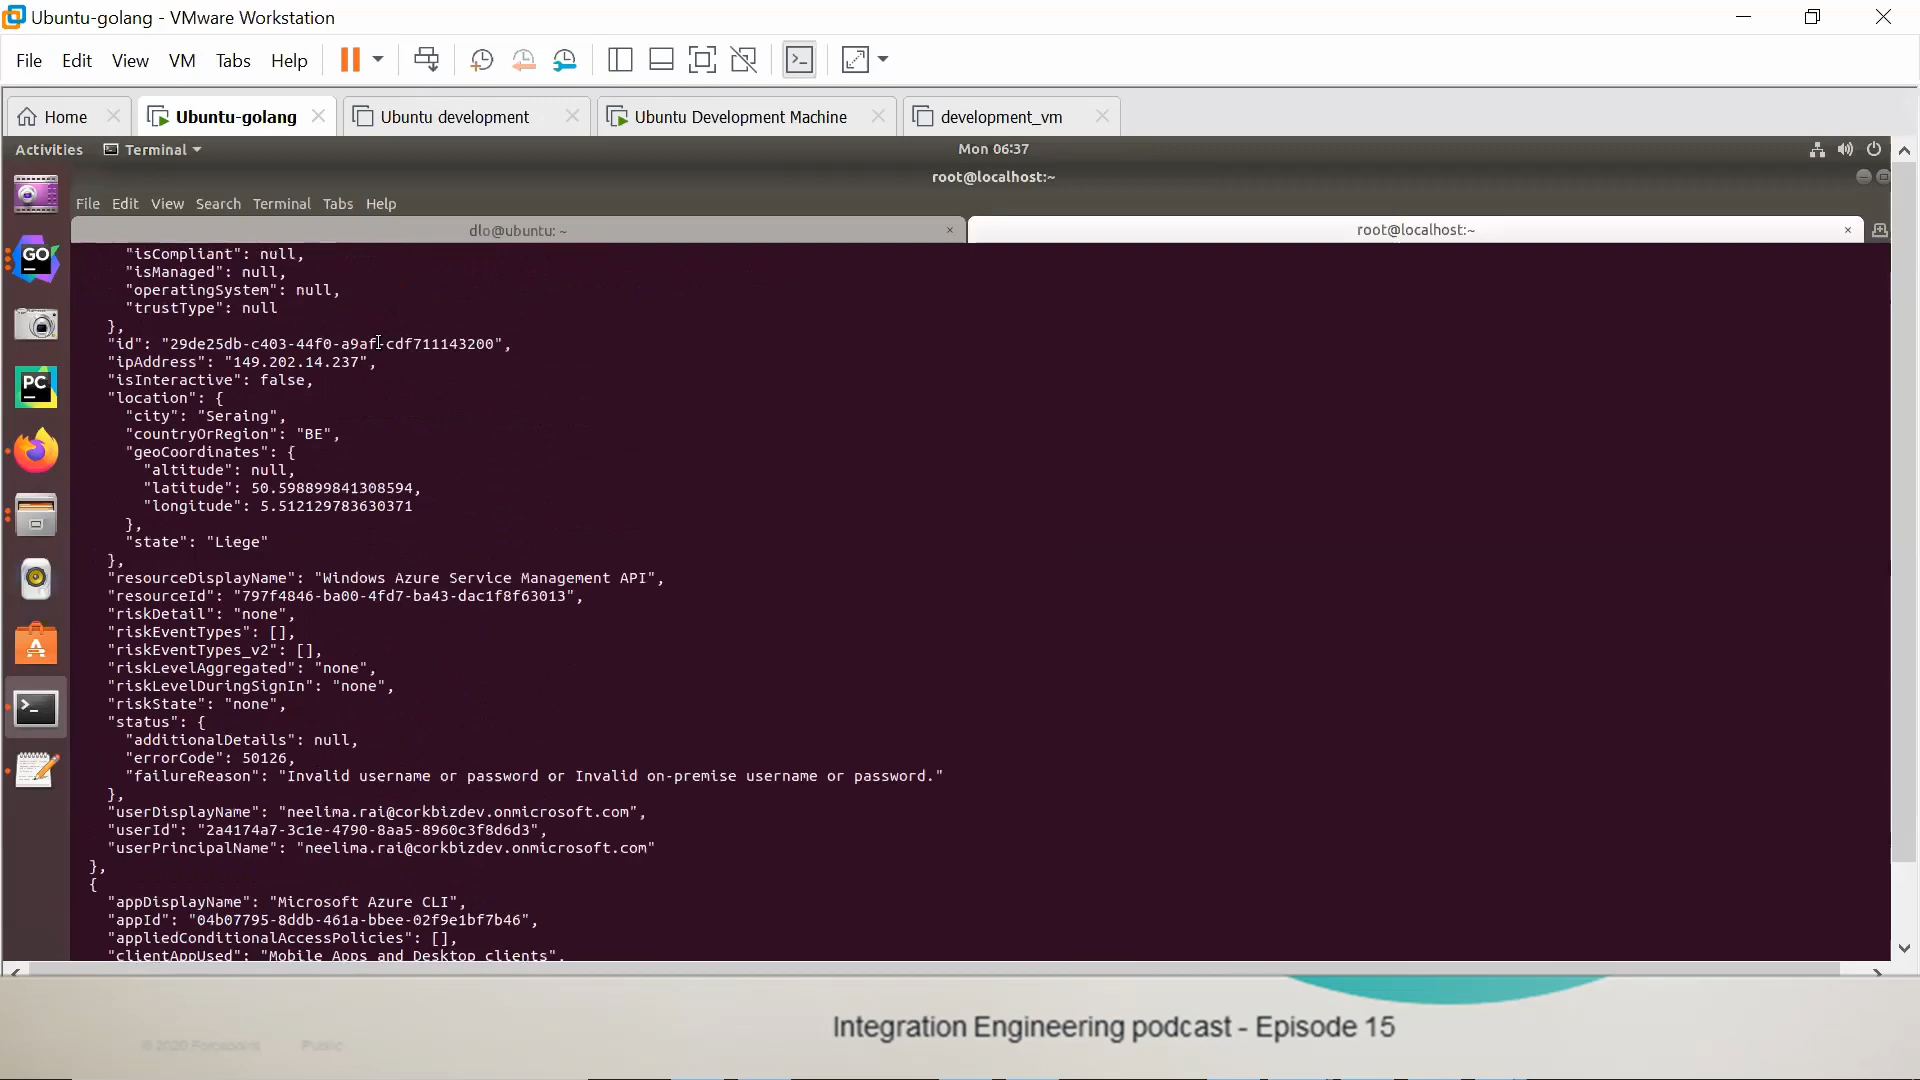 Ubuntu-golang - VMware Workstation
File Edit View VM Tabs Help
Home Ubuntu-golang Ubuntu development Ubuntu Development Machine development_vm
Activities Terminal Mon 06:37
root@localhost:~
File Edit View Search Terminal Tabs Help
dlo@ubuntu: ~ root@localhost:~
"isCompliant": null,
"isManaged": null,
"operatingSystem": null,
"trustType": null
},
"id": "29de25db-c403-44f0-a9af-cdf711143200",
"ipAddress": "149.202.14.237",
"isInteractive": false,
"location": {
"city": "Seraing",
"countryOrRegion": "BE",
"geoCoordinates": {
"altitude": null,
"latitude": 50.598899841308594,
"longitude": 5.512129783630371
},
"state": "Liege"
},
"resourceDisplayName": "Windows Azure Service Management API",
"resourceId": "797f4846-ba00-4fd7-ba43-dac1f8f63013",
"riskDetail": "none",
"riskEventTypes": [],
"riskEventTypes_v2": [],
"riskLevelAggregated": "none",
"riskLevelDuringSignIn": "none",
"riskState": "none",
"status": {
"additionalDetails": null,
"errorCode": 50126,
"failureReason": "Invalid username or password or Invalid on-premise username or password."
},
"userDisplayName": "neelima.rai@corkbizdev.onmicrosoft.com",
"userId": "2a4174a7-3c1e-4790-8aa5-8960c3f8d6d3",
"userPrincipalName": "neelima.rai@corkbizdev.onmicrosoft.com"
},
{
"appDisplayName": "Microsoft Azure CLI",
"appId": "04b07795-8ddb-461a-bbee-02f9e1bf7b46",
"appliedConditionalAccessPolicies": [],
"clientAppUsed": "Mobile Apps and Desktop clients",
GO
PC
Integration Engineering podcast - Episode 15
© 2020 Forcepoint Public